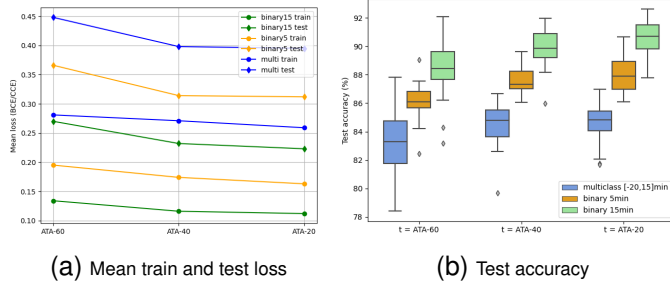 Mean loss (BCE/CCE)
0.45
0.40
0.35
0.30
0.25
0.20
0.15
0.10
binary15 train
binary15 test
binary5 train
binary5 test
multi train
multi test
ATA-60
ATA-40
ATA-20
(a) Mean train and test loss
Test accuracy (%)
92
90
88
86
84
82
80
78
multiclass [-20,15]min
binary 5min
binary 15min
t = ATA-60
t = ATA-40
t = ATA-20
(b) Test accuracy